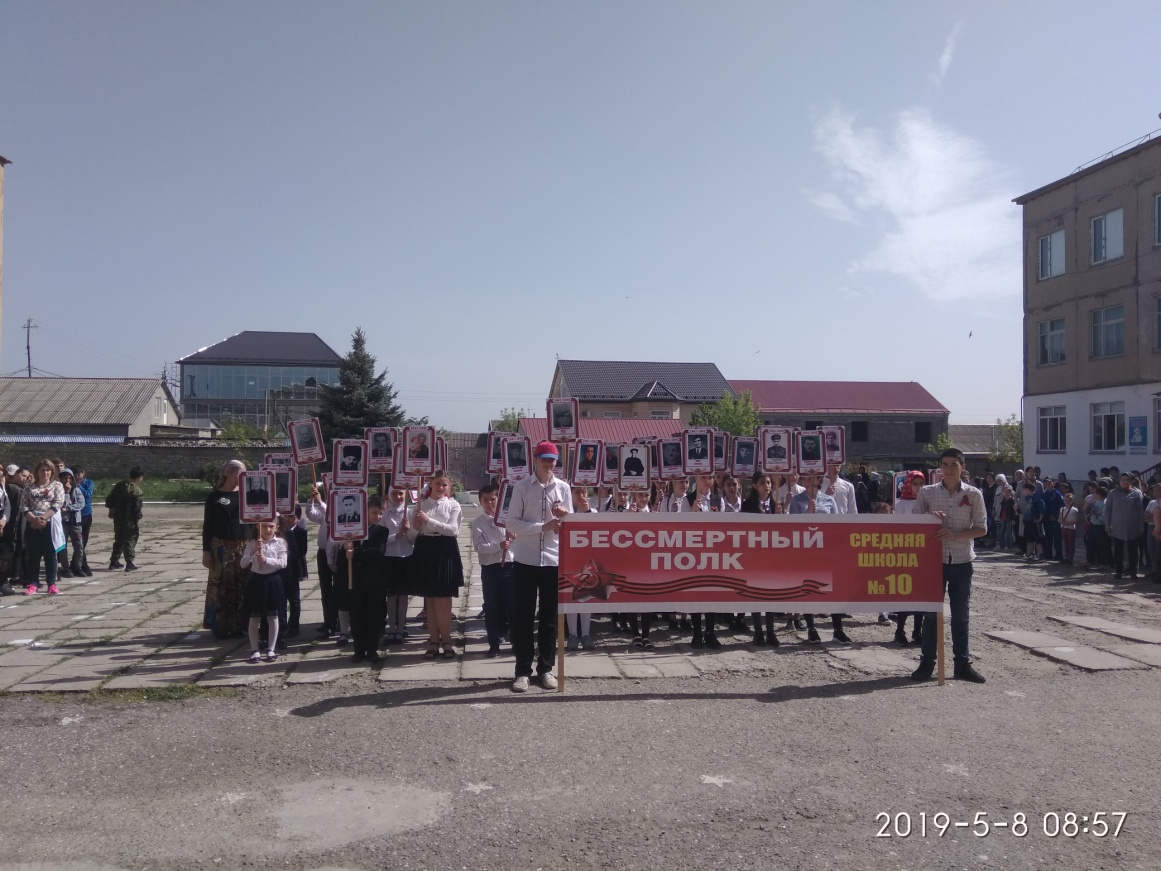 БЕССМЕРТНЫЙ
ПОЛК
СРЕДНЯЯ
ШКОЛА
№10
2019-5-8 08:57